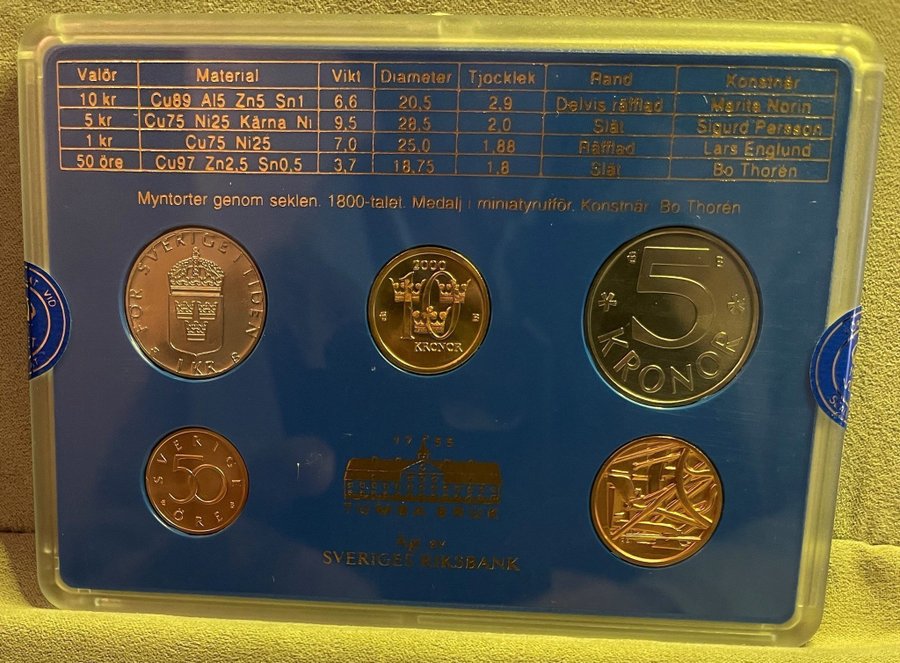 Valör Material Vikt Diameter Tjocklek Rand Konstnär
10 kr Cu89 Al5 Zn5 Sn1 6,6 20,5 2,9 Delvis räfflad Marita Norin
5 kr Cu75 Ni25 Kärna Ni 9,5 28,5 2,0 Slät Sigurd Persson
1 kr Cu75 Ni25 7,0 25,0 1,88 Räfflad Lars Englund
50 öre Cu97 Zn2,5 Sn0,5 3,7 18,75 1,8 Slät Bo Thorén
Myntorter genom seklen. 1800-talet. Medalj i miniatyrutför. Konstnär Bo Thorén
FÖR SVERIGE I TIDEN
1 KR B
2000
10
KRONOR
B
5
KRONOR
B
SVERIGE
50
ÖRE
B
1755
TUMBA BRUK
Ägt av
SVERIGES RIKSBANK
VID